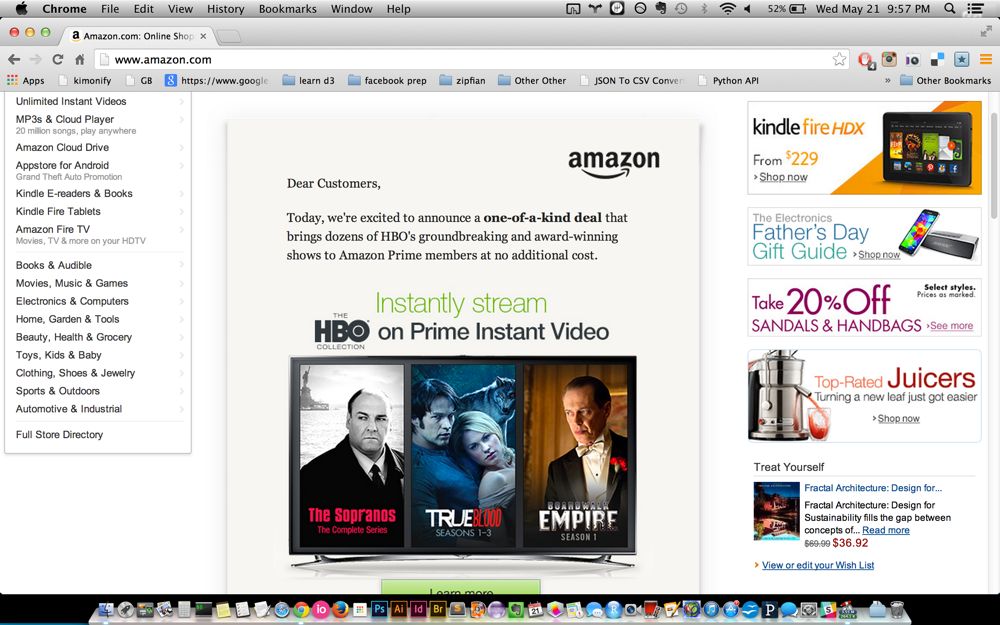 Chrome File Edit View History Bookmarks Window Help
52% Wed May 21 9:57 PM
Amazon.com: Online Shop
www.amazon.com
4
Apps kimonify GB https://www.google learn d3 facebook prep zipfian Other Other JSON To CSV Conver Python API » Other Bookmarks
Unlimited Instant Videos
MP3s & Cloud Player
20 million songs, play anywhere
Amazon Cloud Drive
Appstore for Android
Grand Theft Auto Promotion
Kindle E-readers & Books
Kindle Fire Tablets
Amazon Fire TV
Movies, TV & more on your HDTV
Books & Audible
Movies, Music & Games
Electronics & Computers
Home, Garden & Tools
Beauty, Health & Grocery
Toys, Kids & Baby
Clothing, Shoes & Jewelry
Sports & Outdoors
Automotive & Industrial
Full Store Directory
amazon
Dear Customers,
Today, we're excited to announce a one-of-a-kind deal that
brings dozens of HBO's groundbreaking and award-winning
shows to Amazon Prime members at no additional cost.
Instantly stream
THE
HBO
COLLECTION
on Prime Instant Video
The Sopranos
The Complete Series
TRUE BLOOD
SEASONS 1-3
BOARDWALK
EMPIRE
SEASON 1
Learn more
kindle fire HDX
From $229
› Shop now
The Electronics
Father's Day
Gift Guide › Shop now
Take 20% Off
Select styles.
Prices as marked.
SANDALS & HANDBAGS › See more
Top-Rated Juicers
Turning a new leaf just got easier
› Shop now
Treat Yourself
Fractal Architecture: Design for...
Fractal Architecture: Design for
Sustainability fills the gap between
concepts of... Read more
$69.99 $36.92
› View or edit your Wish List
io Ps Ai Id Br 21 P